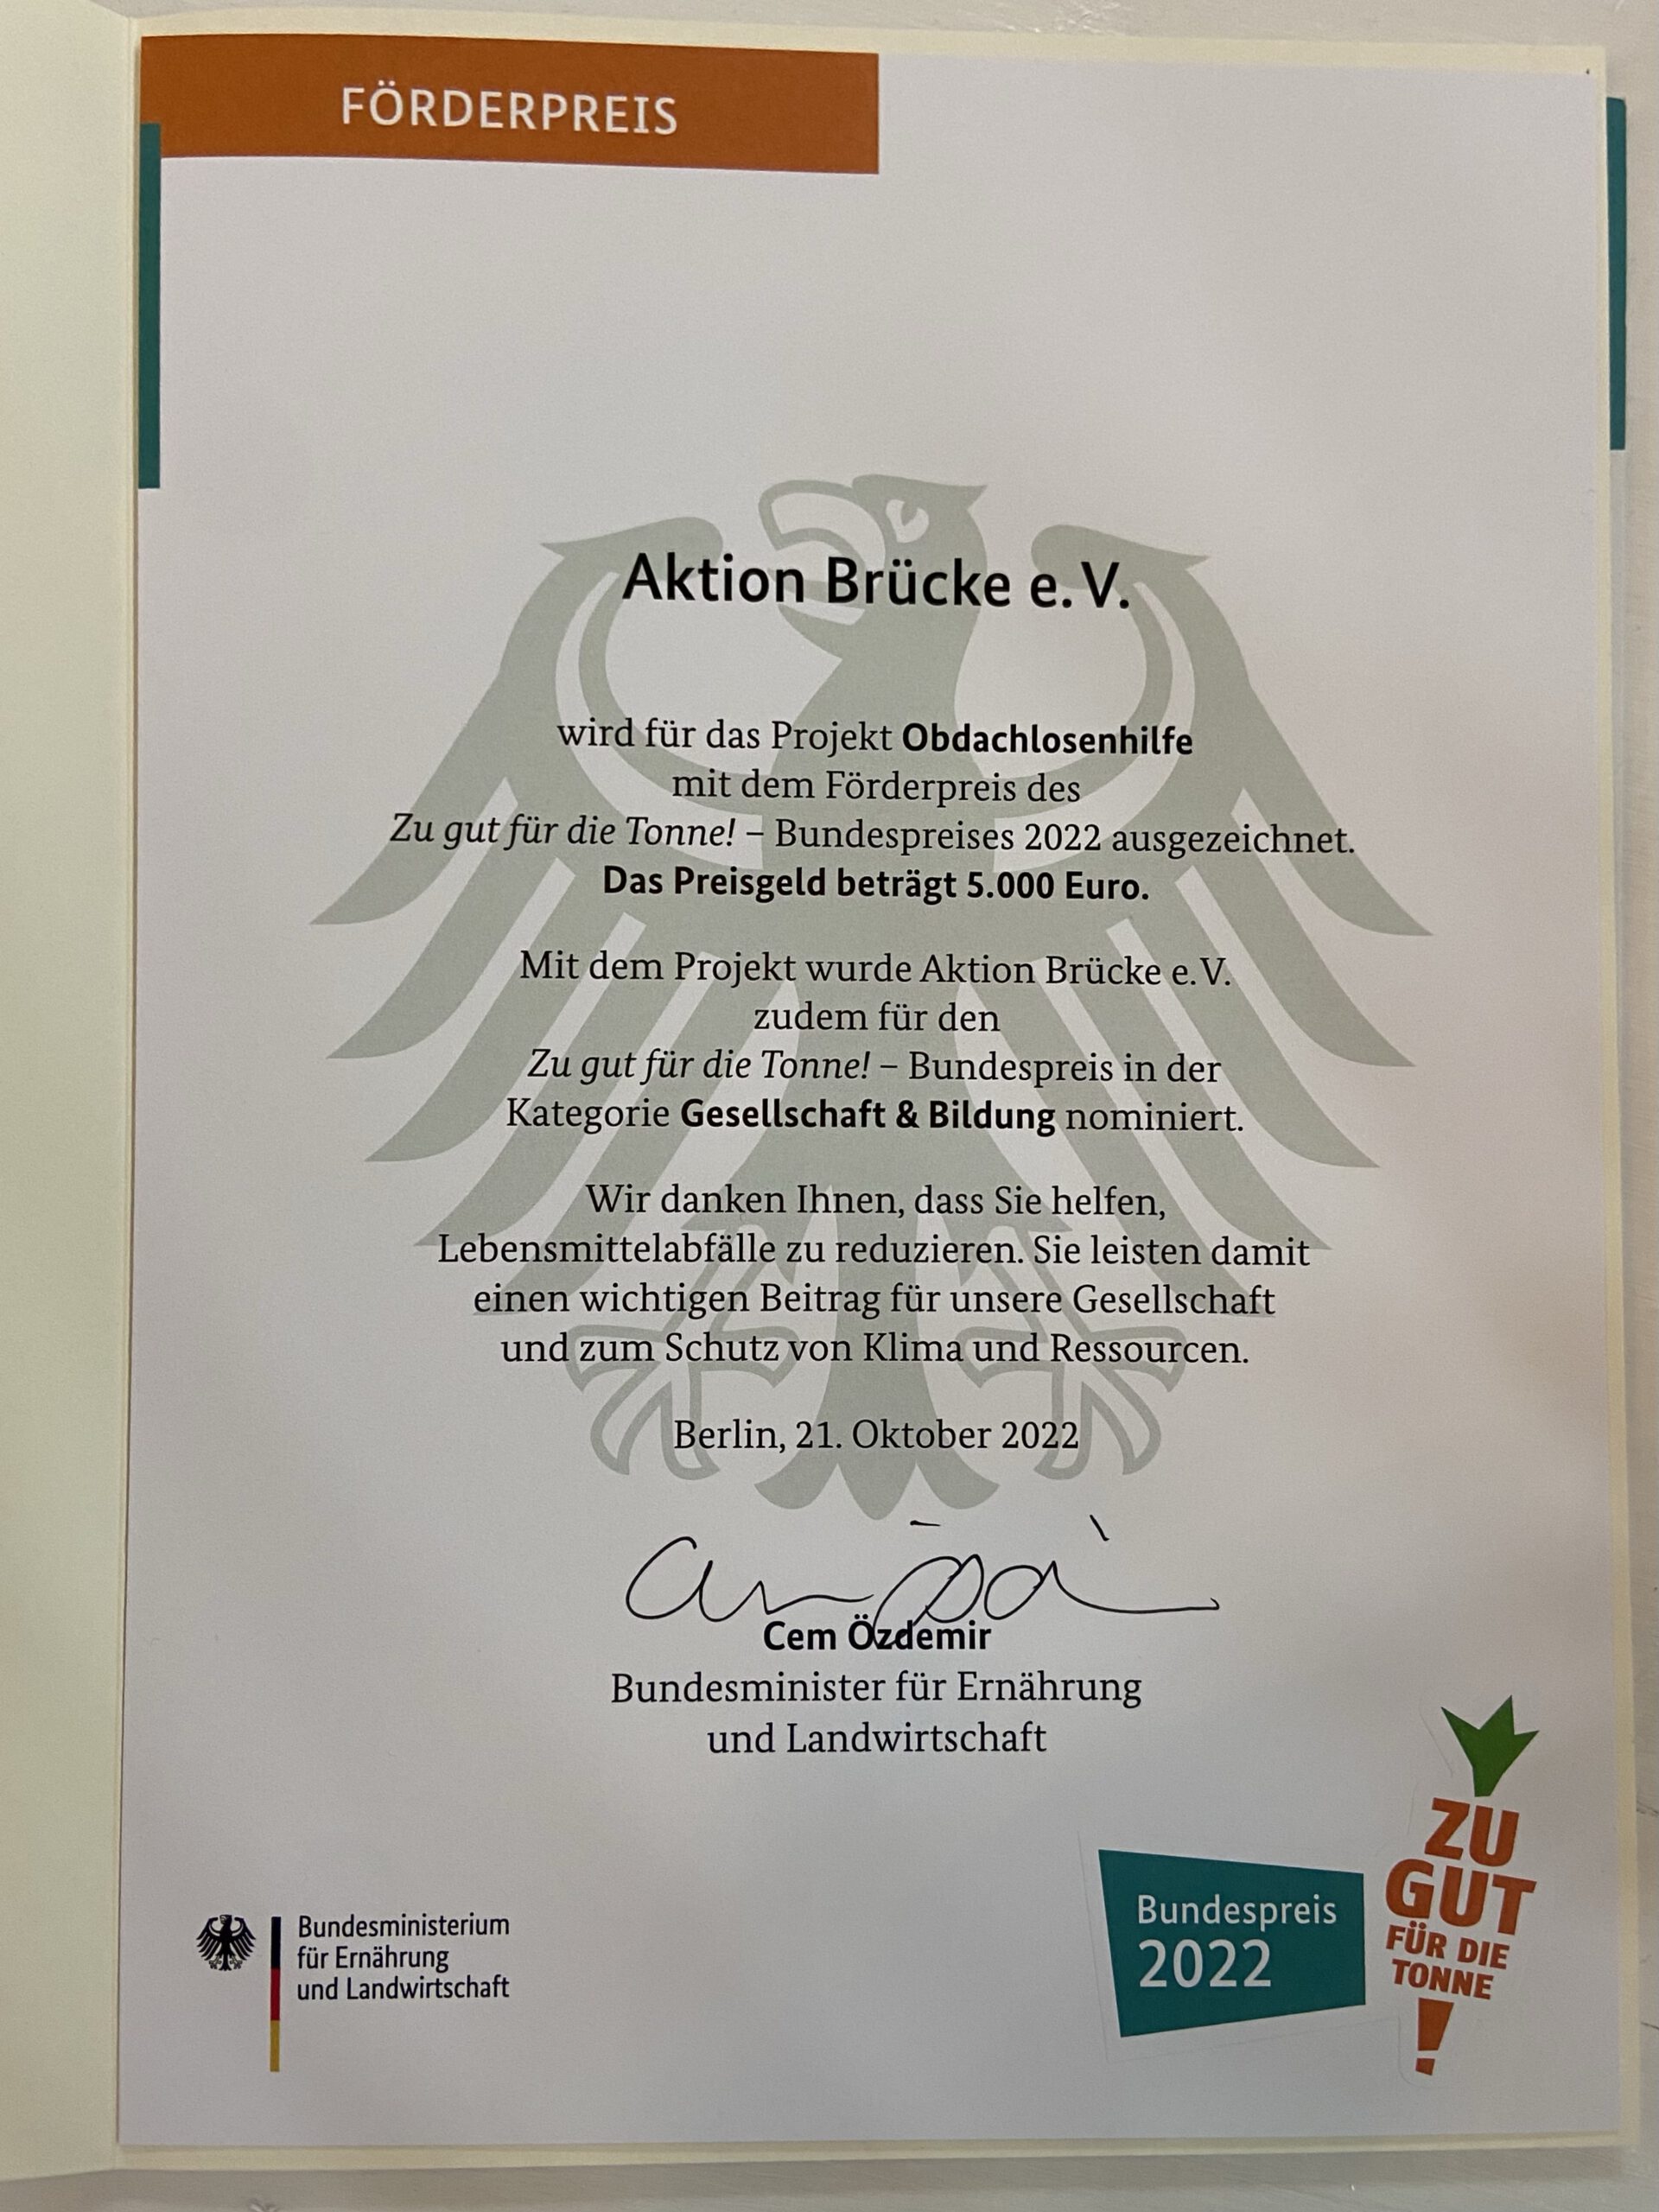 FÖRDERPREIS
Aktion Brücke e. V.
wird für das Projekt Obdachlosenhilfe
mit dem Förderpreis des
Zu gut für die Tonne! – Bundespreises 2022 ausgezeichnet.
Das Preisgeld beträgt 5.000 Euro.
Mit dem Projekt wurde Aktion Brücke e. V.
zudem für den
Zu gut für die Tonne! – Bundespreis in der
Kategorie Gesellschaft & Bildung nominiert.
Wir danken Ihnen, dass Sie helfen,
Lebensmittelabfälle zu reduzieren. Sie leisten damit
einen wichtigen Beitrag für unsere Gesellschaft
und zum Schutz von Klima und Ressourcen.
Berlin, 21. Oktober 2022
Cem Özdemir
Bundesminister für Ernährung
und Landwirtschaft
Bundesministerium
für Ernährung
und Landwirtschaft
Bundespreis
2022
ZU
GUT
FÜR DIE
TONNE
!